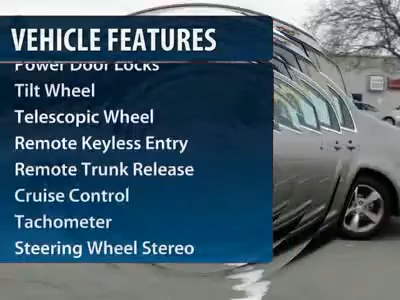 VEHICLE FEATURES
Power Door Locks
Tilt Wheel
Telescopic Wheel
Remote Keyless Entry
Remote Trunk Release
Cruise Control
Tachometer
Steering Wheel Stereo